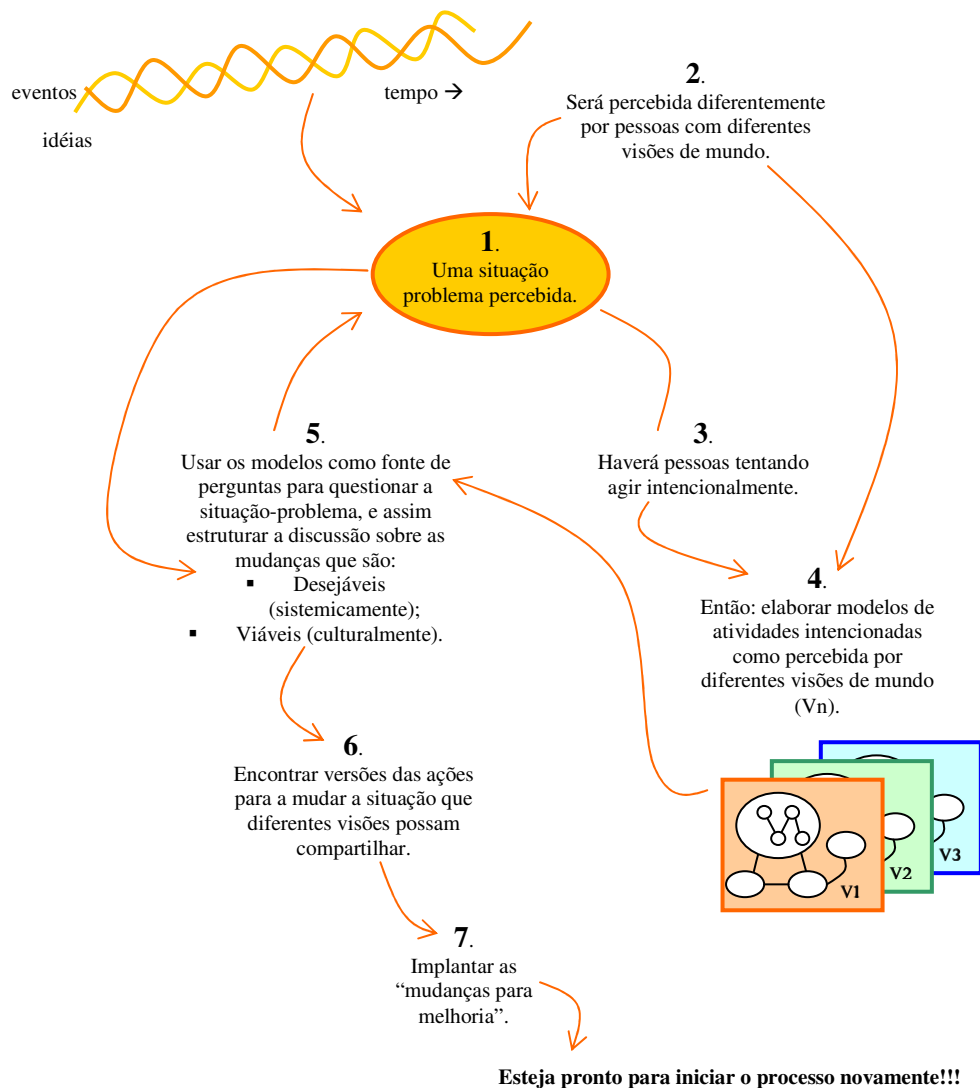 eventos
tempo →
idéias
2.
Será percebida diferentemente
por pessoas com diferentes
visões de mundo.
1.
Uma situação
problema percebida.
3.
Haverá pessoas tentando
agir intencionalmente.
4.
Então: elaborar modelos de
atividades intencionadas
como percebida por
diferentes visões de mundo
(Vn).
V1
V2
V3
5.
Usar os modelos como fonte de
perguntas para questionar a
situação-problema, e assim
estruturar a discussão sobre as
mudanças que são:
▪ Desejáveis
(sistemicamente);
▪ Viáveis (culturalmente).
6.
Encontrar versões das ações
para a mudar a situação que
diferentes visões possam
compartilhar.
7.
Implantar as
“mudanças para
melhoria”.
Esteja pronto para iniciar o processo novamente!!!